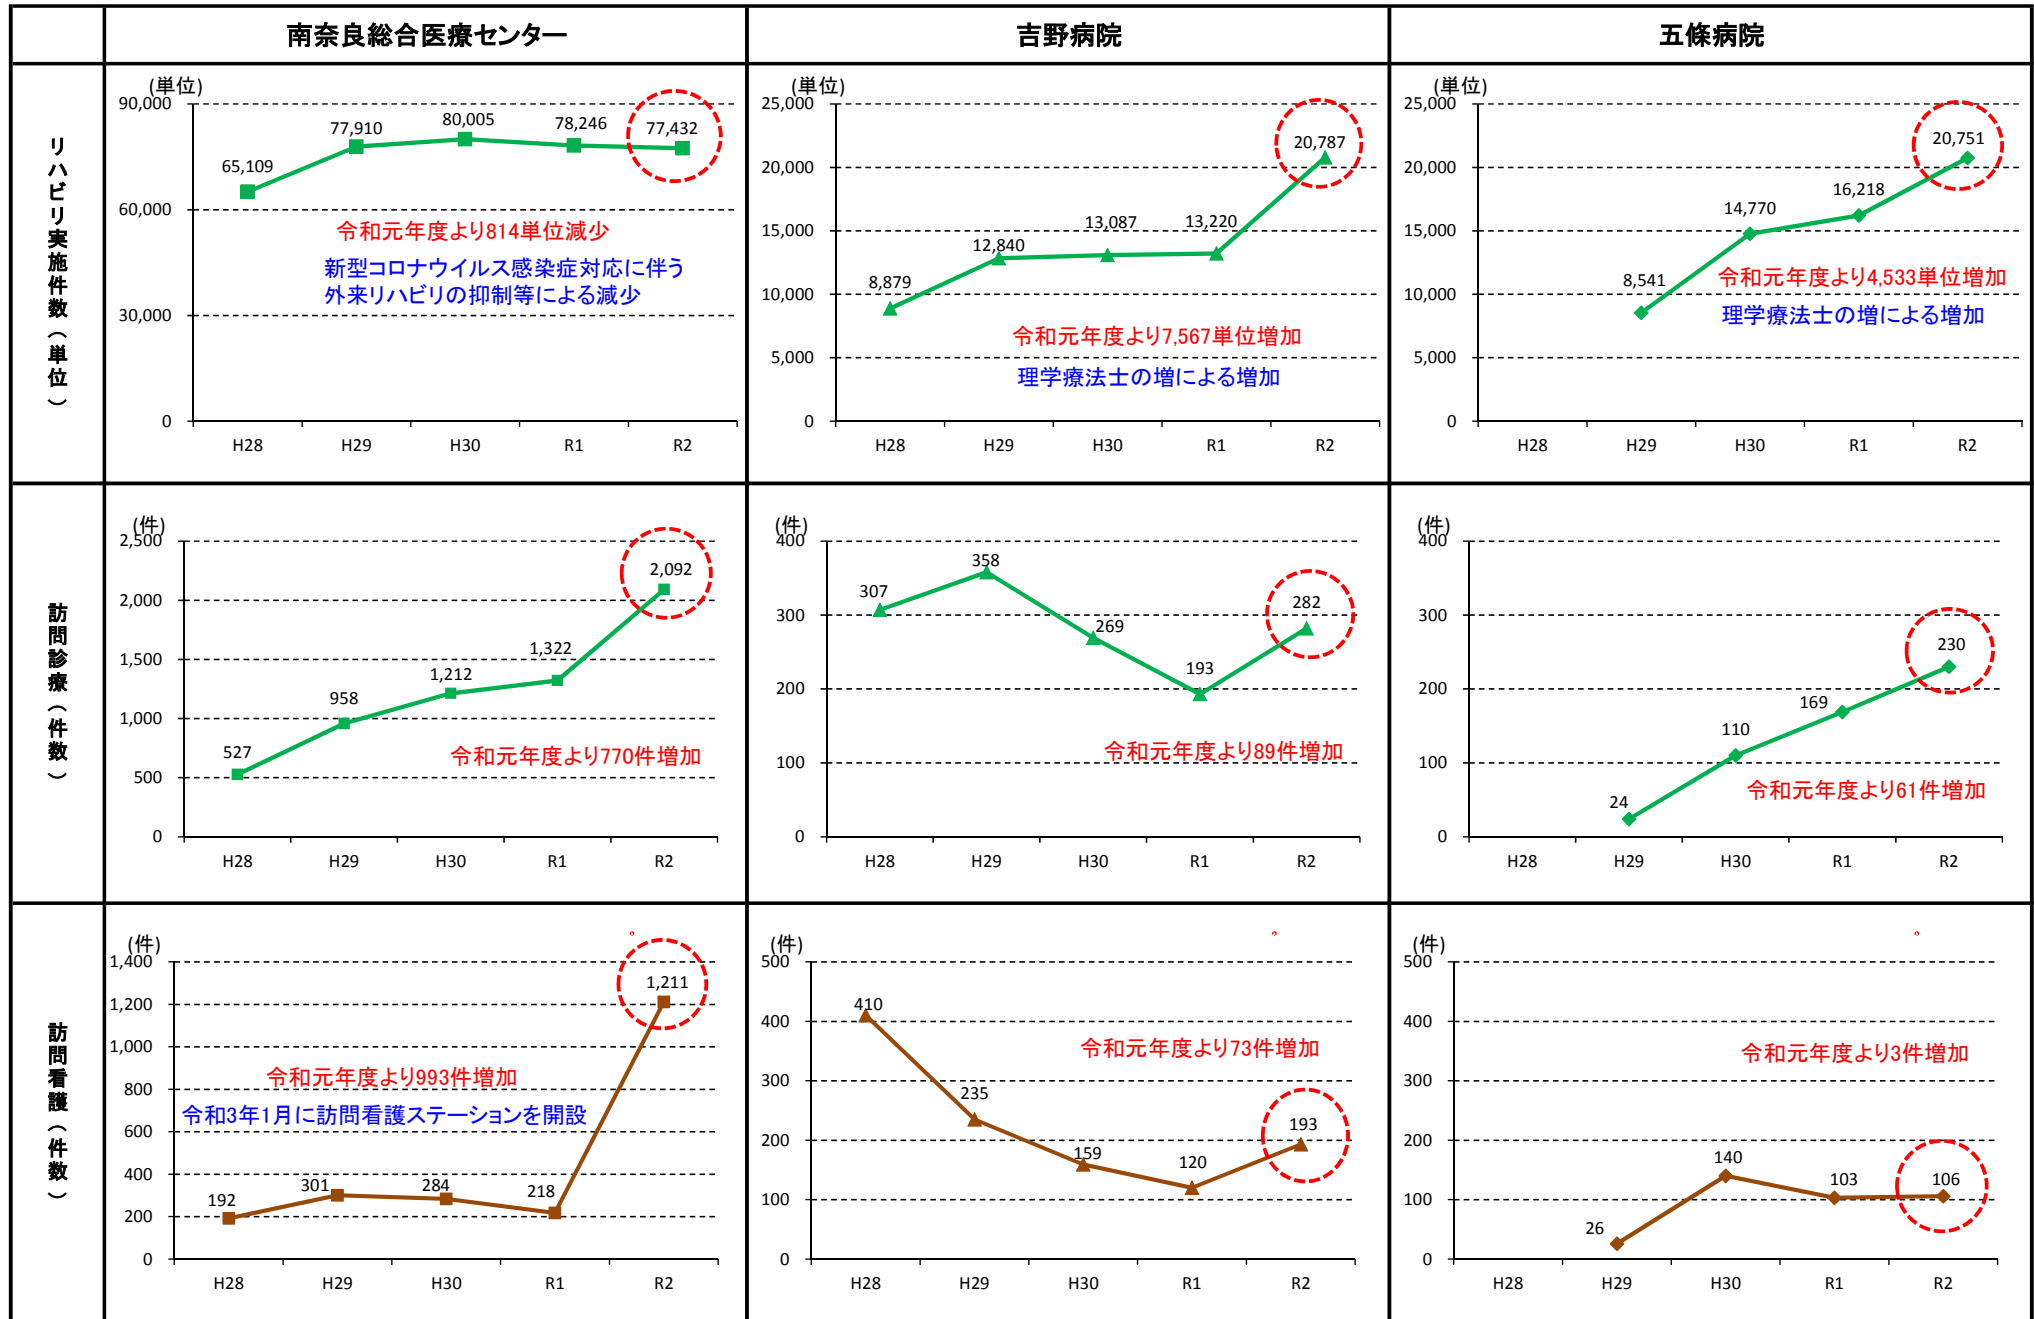 南奈良総合医療センター
吉野病院
五條病院
リハビリ実施件数(単位)
(単位)
90,000
60,000
30,000
0
65,109
77,910
80,005
78,246
77,432
令和元年度より814単位減少
新型コロナウイルス感染症対応に伴う
外来リハビリの抑制等による減少
H28
H29
H30
R1
R2
(単位)
25,000
20,000
15,000
10,000
5,000
0
8,879
12,840
13,087
13,220
20,787
令和元年度より7,567単位増加
理学療法士の増による増加
H28
H29
H30
R1
R2
(単位)
25,000
20,000
15,000
10,000
5,000
0
8,541
14,770
16,218
20,751
令和元年度より4,533単位増加
理学療法士の増による増加
H28
H29
H30
R1
R2
訪問診療(件数)
(件)
2,500
2,000
1,500
1,000
500
0
527
958
1,212
1,322
2,092
令和元年度より770件増加
H28
H29
H30
R1
R2
(件)
400
300
200
100
0
307
358
269
193
282
令和元年度より89件増加
H28
H29
H30
R1
R2
(件)
400
300
200
100
0
24
110
169
230
令和元年度より61件増加
H28
H29
H30
R1
R2
訪問看護(件数)
(件)
1,400
1,200
1,000
800
600
400
200
0
192
301
284
218
1,211
令和元年度より993件増加
令和3年1月に訪問看護ステーションを開設
H28
H29
H30
R1
R2
(件)
500
400
300
200
100
0
410
235
159
120
193
令和元年度より73件増加
H28
H29
H30
R1
R2
(件)
500
400
300
200
100
0
26
140
103
106
令和元年度より3件増加
H28
H29
H30
R1
R2